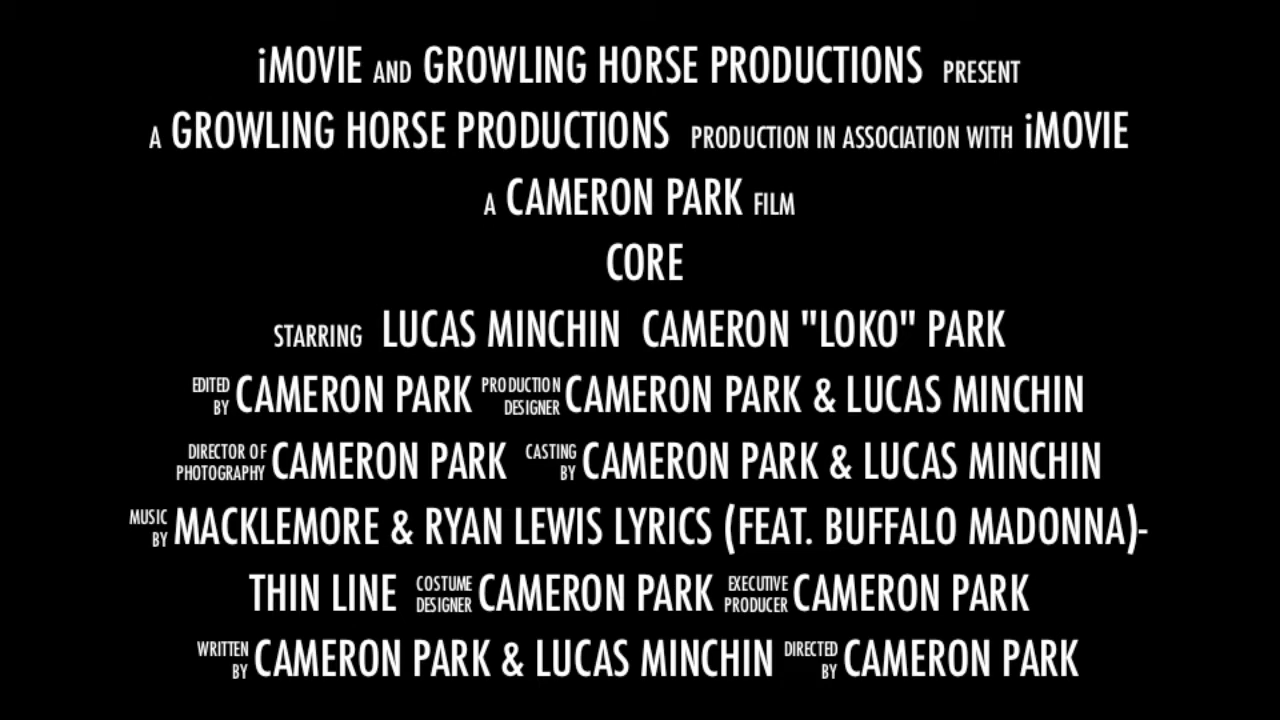 iMOVIE AND GROWLING HORSE PRODUCTIONS PRESENT
A GROWLING HORSE PRODUCTIONS PRODUCTION IN ASSOCIATION WITH iMOVIE
A CAMERON PARK FILM
CORE
STARRING LUCAS MINCHIN CAMERON "LOKO" PARK
EDITED BY CAMERON PARK PRODUCTION DESIGNER CAMERON PARK & LUCAS MINCHIN
DIRECTOR OF PHOTOGRAPHY CAMERON PARK CASTING BY CAMERON PARK & LUCAS MINCHIN
MUSIC BY MACKLEMORE & RYAN LEWIS LYRICS (FEAT. BUFFALO MADONNA)-
THIN LINE COSTUME DESIGNER CAMERON PARK EXECUTIVE PRODUCER CAMERON PARK
WRITTEN BY CAMERON PARK & LUCAS MINCHIN DIRECTED BY CAMERON PARK